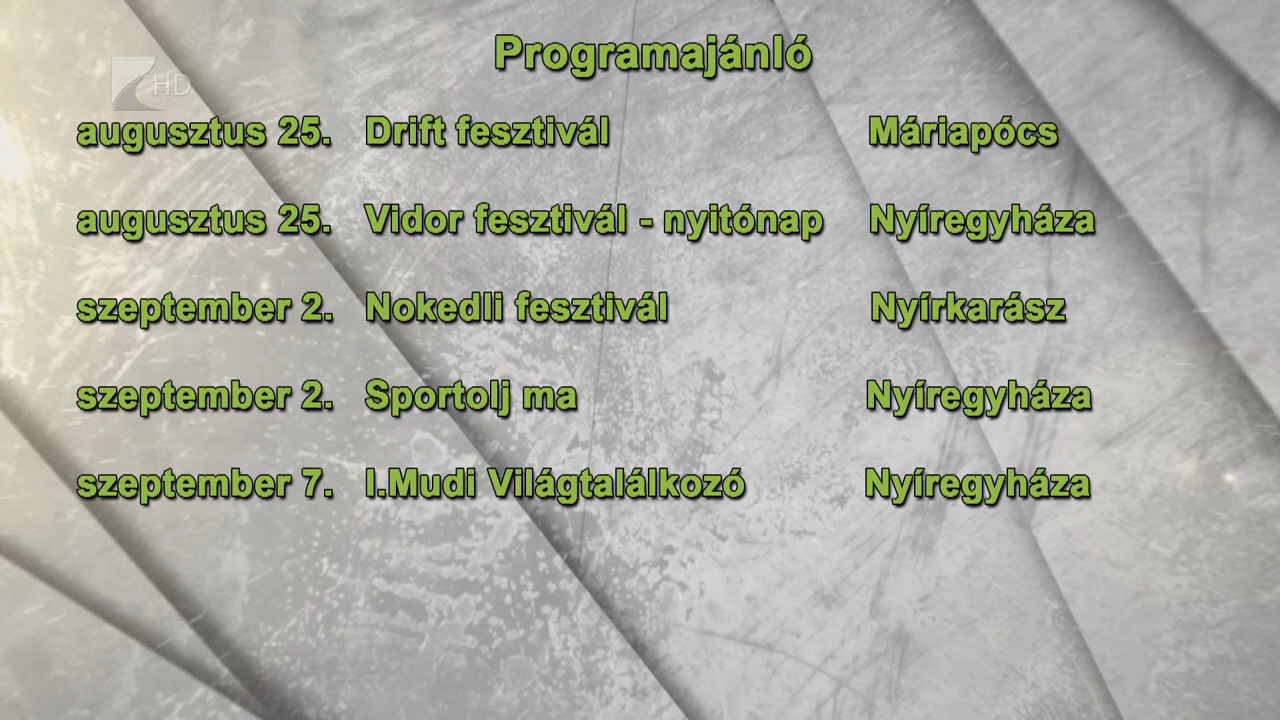 Programajánló
HD
augusztus 25. Drift fesztivál Máriapócs
augusztus 25. Vidor fesztivál - nyitónap Nyíregyháza
szeptember 2. Nokedli fesztivál Nyírkarász
szeptember 2. Sportolj ma Nyíregyháza
szeptember 7. I.Mudi Világtalálkozó Nyíregyháza